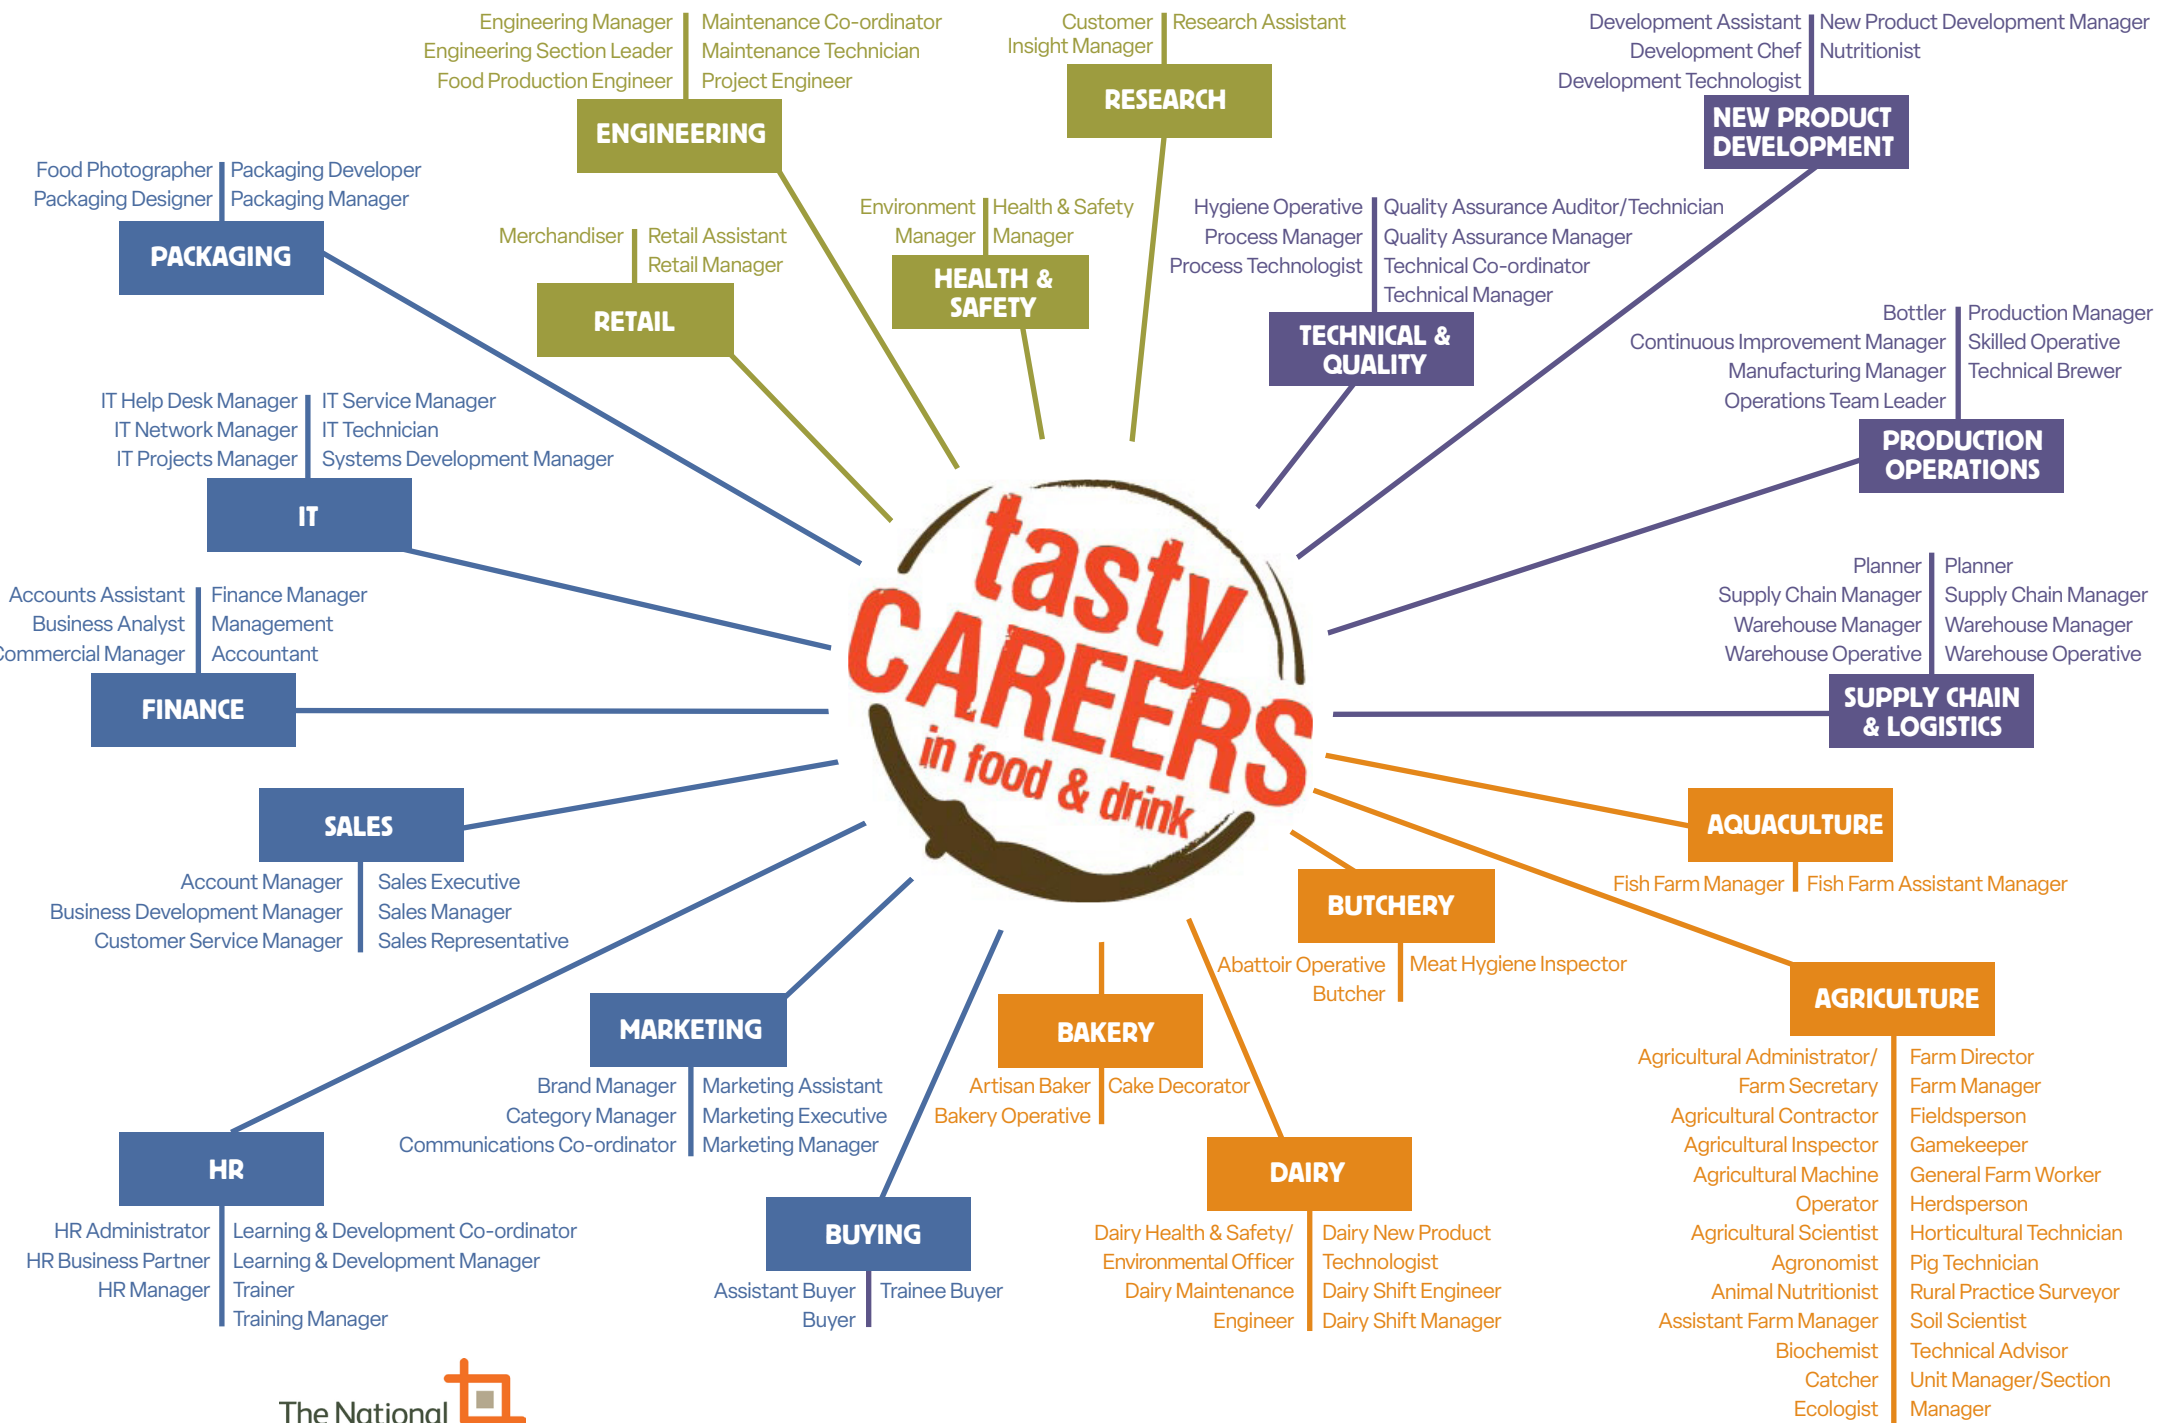 Engineering Manager
Engineering Section Leader
Food Production Engineer
Maintenance Co-ordinator
Maintenance Technician
Project Engineer
ENGINEERING
Customer
Insight Manager
Research Assistant
RESEARCH
Development Assistant
Development Chef
Development Technologist
New Product Development Manager
Nutritionist
NEW PRODUCT
DEVELOPMENT
Food Photographer
Packaging Designer
Packaging Developer
Packaging Manager
PACKAGING
Merchandiser
Retail Assistant
Retail Manager
RETAIL
Environment
Manager
Health & Safety
Manager
HEALTH &
SAFETY
Hygiene Operative
Process Manager
Process Technologist
Quality Assurance Auditor/Technician
Quality Assurance Manager
Technical Co-ordinator
Technical Manager
TECHNICAL &
QUALITY
Bottler
Continuous Improvement Manager
Manufacturing Manager
Operations Team Leader
Production Manager
Skilled Operative
Technical Brewer
PRODUCTION
OPERATIONS
IT Help Desk Manager
IT Network Manager
IT Projects Manager
IT Service Manager
IT Technician
Systems Development Manager
IT
Accounts Assistant
Business Analyst
Commercial Manager
Finance Manager
Management
Accountant
FINANCE
tasty
CAREERS
in food & drink
Planner
Supply Chain Manager
Warehouse Manager
Warehouse Operative
Planner
Supply Chain Manager
Warehouse Manager
Warehouse Operative
SUPPLY CHAIN
& LOGISTICS
SALES
Account Manager
Business Development Manager
Customer Service Manager
Sales Executive
Sales Manager
Sales Representative
AQUACULTURE
Fish Farm Manager
Fish Farm Assistant Manager
BUTCHERY
Abattoir Operative
Butcher
Meat Hygiene Inspector
MARKETING
Brand Manager
Category Manager
Communications Co-ordinator
Marketing Assistant
Marketing Executive
Marketing Manager
BAKERY
Artisan Baker
Bakery Operative
Cake Decorator
AGRICULTURE
Agricultural Administrator/
Farm Secretary
Agricultural Contractor
Agricultural Inspector
Agricultural Machine
Operator
Agricultural Scientist
Agronomist
Animal Nutritionist
Assistant Farm Manager
Biochemist
Catcher
Ecologist
Farm Director
Farm Manager
Fieldsperson
Gamekeeper
General Farm Worker
Herdsperson
Horticultural Technician
Pig Technician
Rural Practice Surveyor
Soil Scientist
Technical Advisor
Unit Manager/Section
Manager
HR
HR Administrator
HR Business Partner
HR Manager
Learning & Development Co-ordinator
Learning & Development Manager
Trainer
Training Manager
BUYING
Assistant Buyer
Buyer
Trainee Buyer
DAIRY
Dairy Health & Safety/
Environmental Officer
Dairy Maintenance
Engineer
Dairy New Product
Technologist
Dairy Shift Engineer
Dairy Shift Manager
The National